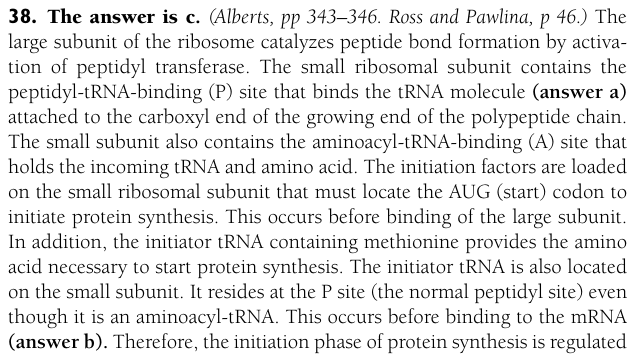 38. The answer is c. (Alberts, pp 343–346. Ross and Pawlina, p 46.) The
large subunit of the ribosome catalyzes peptide bond formation by activa-
tion of peptidyl transferase. The small ribosomal subunit contains the
peptidyl-tRNA-binding (P) site that binds the tRNA molecule (answer a)
attached to the carboxyl end of the growing end of the polypeptide chain.
The small subunit also contains the aminoacyl-tRNA-binding (A) site that
holds the incoming tRNA and amino acid. The initiation factors are loaded
on the small ribosomal subunit that must locate the AUG (start) codon to
initiate protein synthesis. This occurs before binding of the large subunit.
In addition, the initiator tRNA containing methionine provides the amino
acid necessary to start protein synthesis. The initiator tRNA is also located
on the small subunit. It resides at the P site (the normal peptidyl site) even
though it is an aminoacyl-tRNA. This occurs before binding to the mRNA
(answer b). Therefore, the initiation phase of protein synthesis is regulated